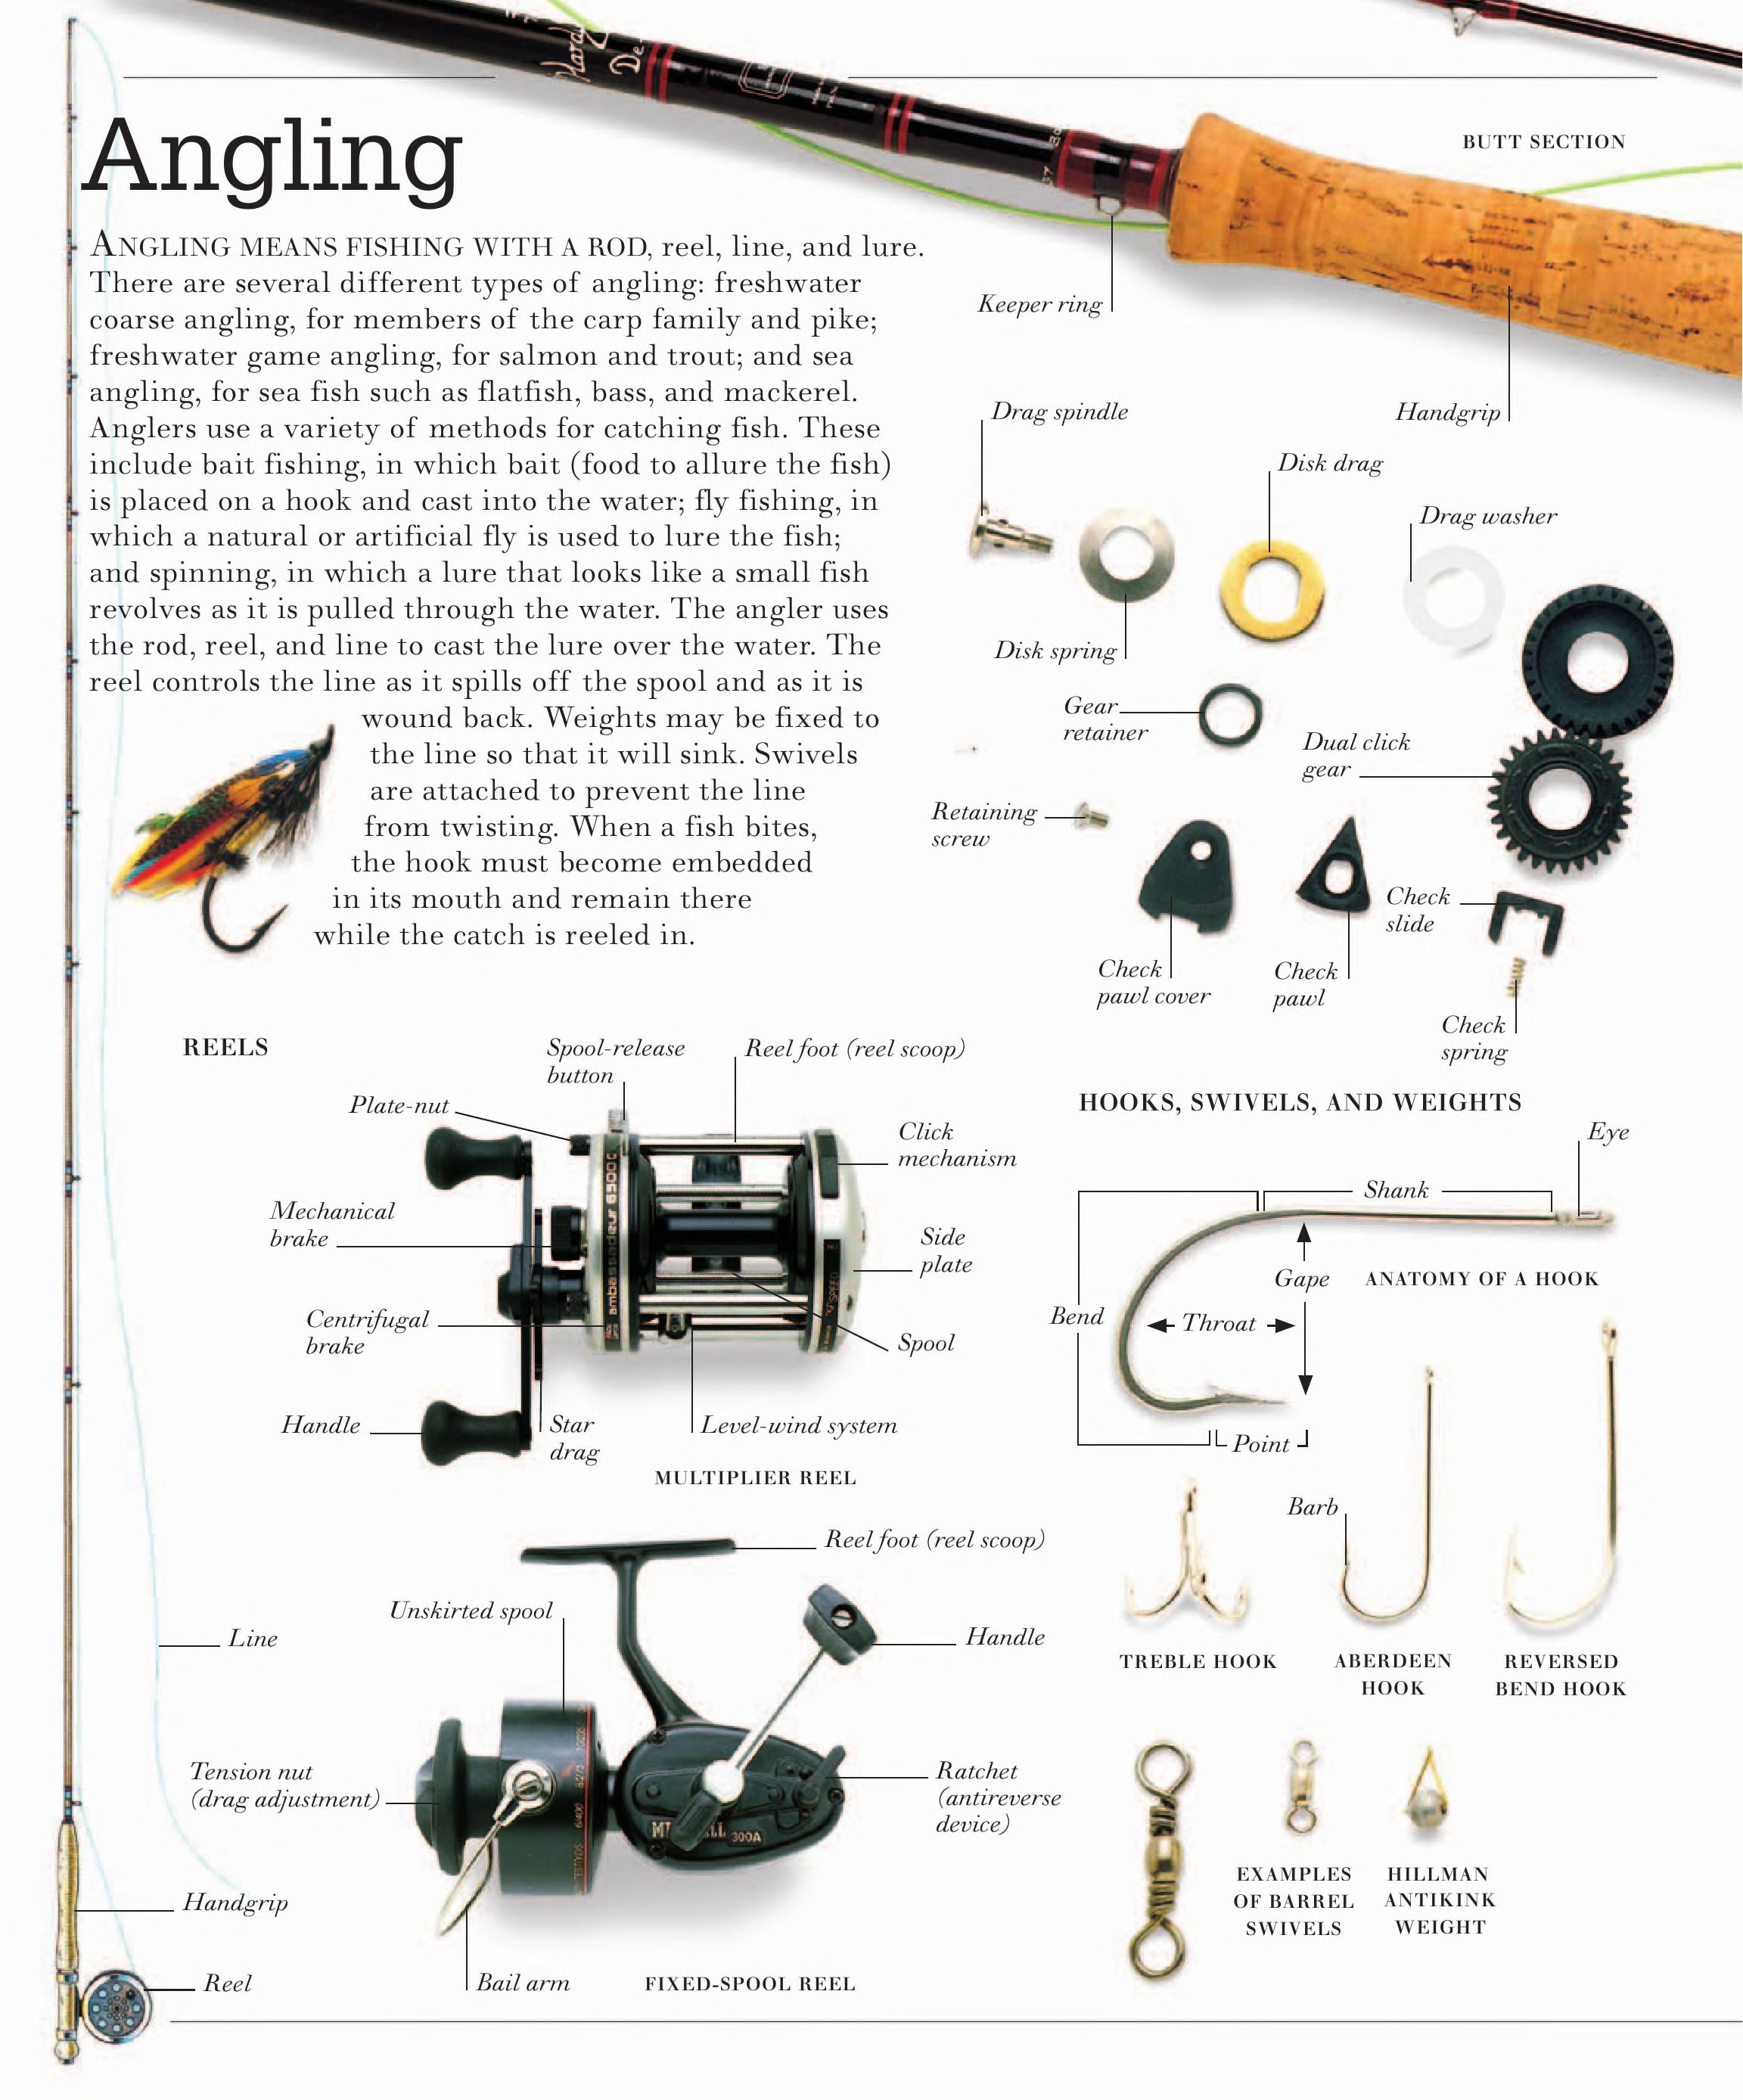 Hardy
De-
BUTT SECTION
Angling
ANGLING MEANS FISHING WITH A ROD, reel, line, and lure.
There are several different types of angling: freshwater
coarse angling, for members of the carp family and pike;
freshwater game angling, for salmon and trout; and sea
angling, for sea fish such as flatfish, bass, and mackerel.
Anglers use a variety of methods for catching fish. These
include bait fishing, in which bait (food to allure the fish)
is placed on a hook and cast into the water; fly fishing, in
which a natural or artificial fly is used to lure the fish;
and spinning, in which a lure that looks like a small fish
revolves as it is pulled through the water. The angler uses
the rod, reel, and line to cast the lure over the water. The
reel controls the line as it spills off the spool and as it is
wound back. Weights may be fixed to
the line so that it will sink. Swivels
are attached to prevent the line
from twisting. When a fish bites,
the hook must become embedded
in its mouth and remain there
while the catch is reeled in.
Keeper ring
Handgrip
Drag spindle
Disk drag
Drag washer
Disk spring
Gear
retainer
Dual click
gear
Retaining
screw
Check
slide
Check
pawl cover
Check
pawl
Check
spring
REELS
Spool-release
button
Reel foot (reel scoop)
Plate-nut
Click
mechanism
Mechanical
brake
Side
plate
Centrifugal
brake
Spool
Handle
Star
drag
Level-wind system
ambassadeur 6500 C
MULTIPLIER REEL
HOOKS, SWIVELS, AND WEIGHTS
Eye
Shank
Gape
ANATOMY OF A HOOK
Bend
Throat
Point
Barb
TREBLE HOOK
ABERDEEN
HOOK
REVERSED
BEND HOOK
Reel foot (reel scoop)
Unskirted spool
Handle
Line
Tension nut
(drag adjustment)
Ratchet
(antireverse
device)
300A
Handgrip
Reel
Bail arm
FIXED-SPOOL REEL
EXAMPLES
OF BARREL
SWIVELS
HILLMAN
ANTIKINK
WEIGHT